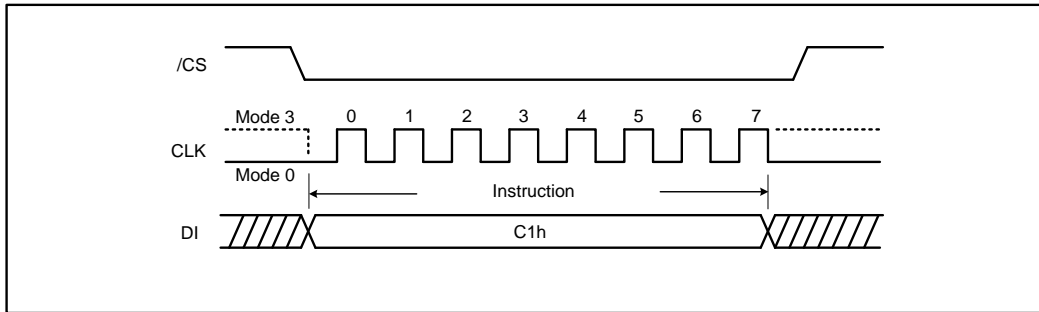 /CS
Mode 3 0 1 2 3 4 5 6 7
CLK
Mode 0
Instruction
DI C1h